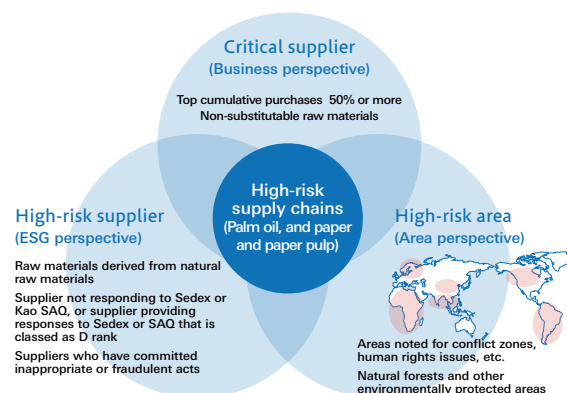 Critical supplier
(Business perspective)
Top cumulative purchases 50% or more
Non-substitutable raw materials
High-risk
supply chains
(Palm oil, and paper
and paper pulp)
High-risk supplier
(ESG perspective)
Raw materials derived from natural
raw materials
Supplier not responding to Sedex or
Kao SAQ, or supplier providing
responses to Sedex or SAQ that is
classed as D rank
Suppliers who have committed
inappropriate or fraudulent acts
High-risk area
(Area perspective)
Areas noted for conflict zones,
human rights issues, etc.
Natural forests and other
environmentally protected areas